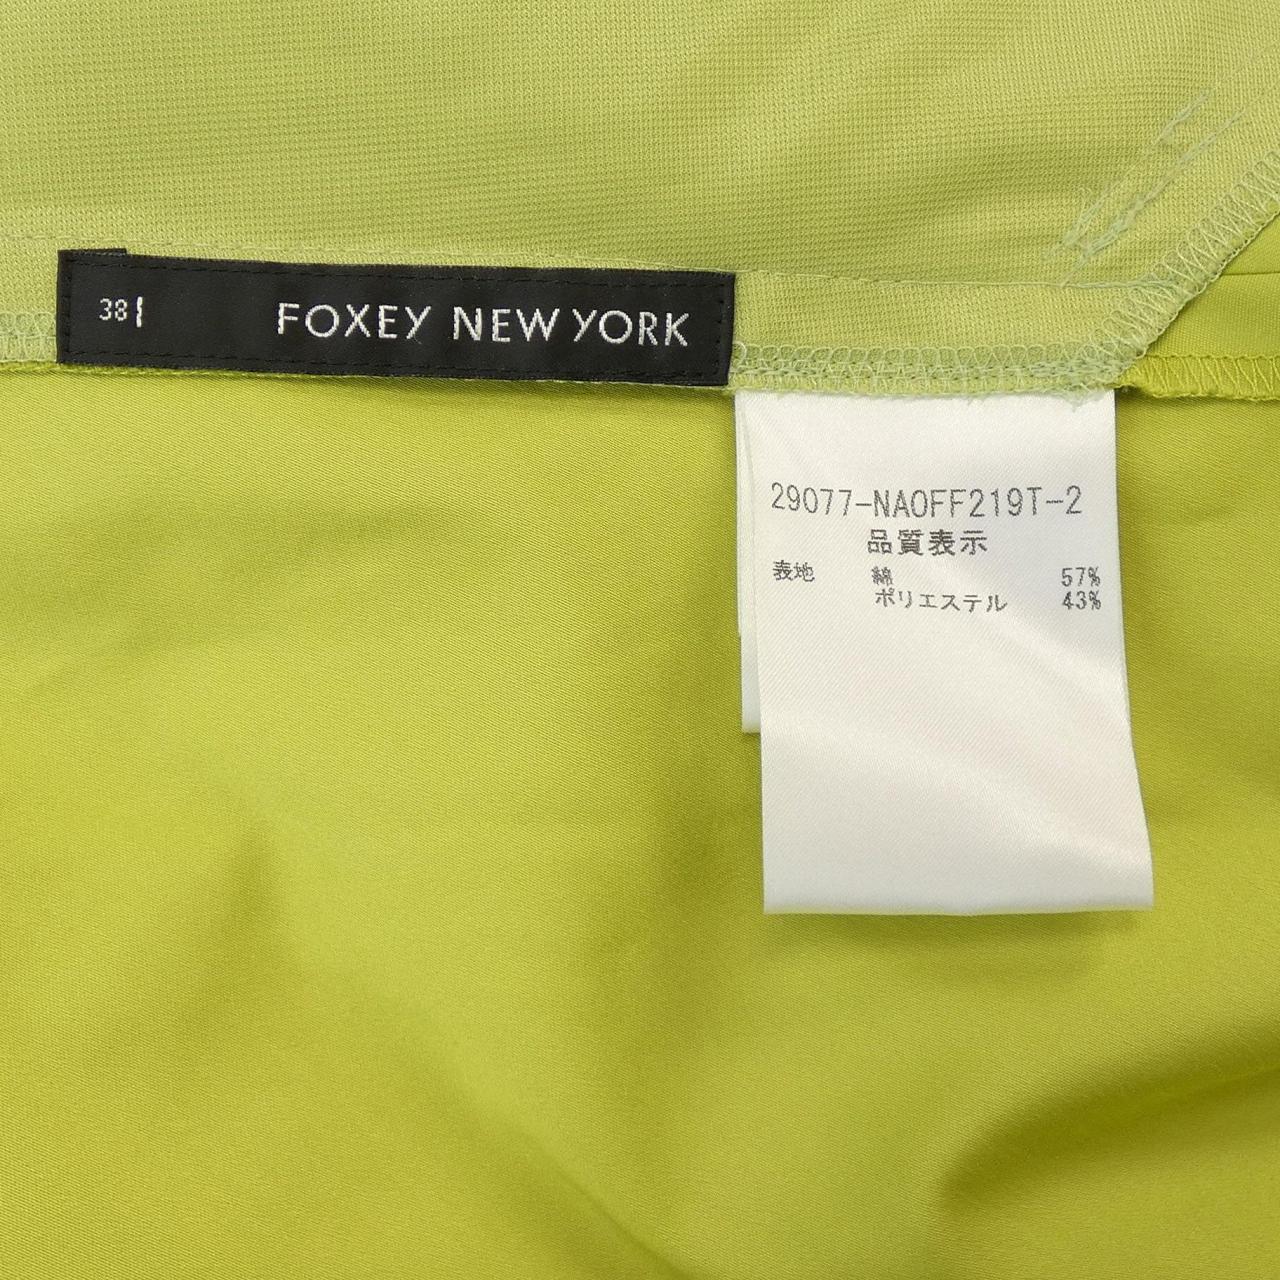 38
FOXEY NEW YORK
29077-NAOFF219T-2
品質表示
表地 綿 57%
ポリエステル 43%